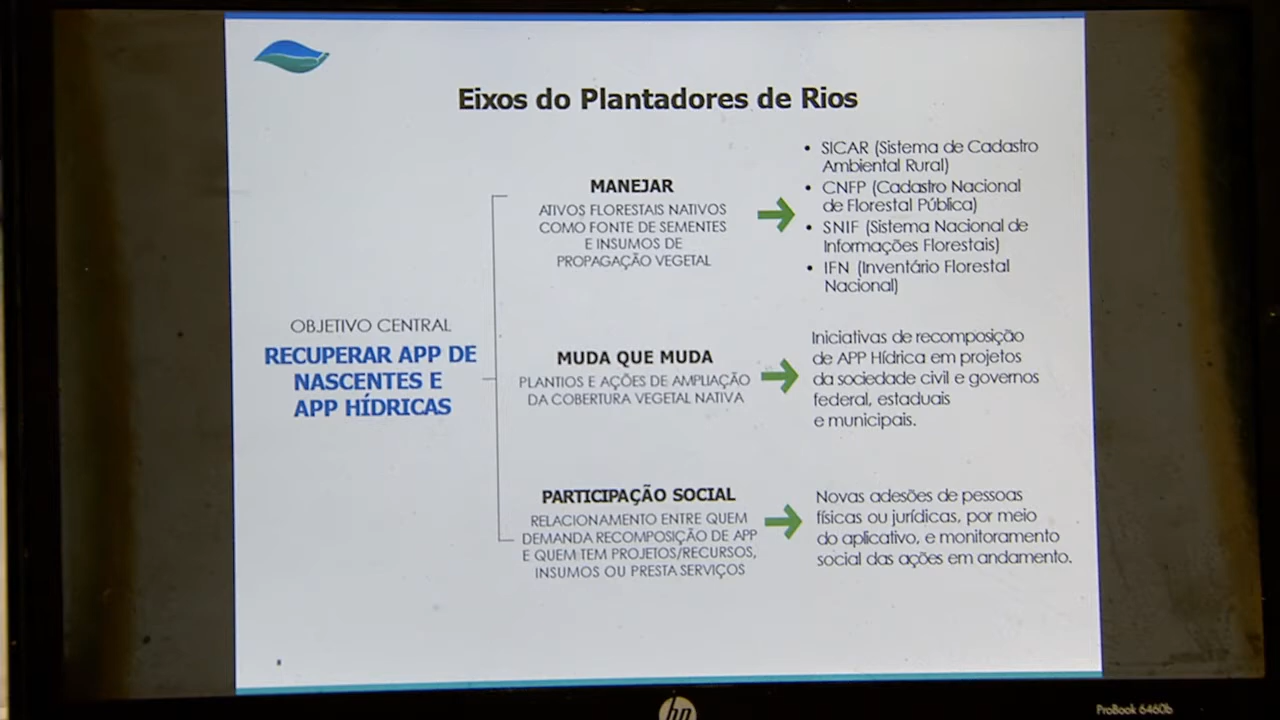 Eixos do Plantadores de Rios
OBJETIVO CENTRAL
RECUPERAR APP DE
NASCENTES E
APP HÍDRICAS
MANEJAR
ATIVOS FLORESTAIS NATIVOS
COMO FONTE DE SEMENTES
E INSUMOS DE
PROPAGAÇÃO VEGETAL
• SICAR (Sistema de Cadastro
Ambiental Rural)
• CNFP (Cadastro Nacional
de Florestal Pública)
• SNIF (Sistema Nacional de
Informações Florestais)
• IFN (Inventário Florestal
Nacional)
MUDA QUE MUDA
PLANTIOS E AÇÕES DE AMPLIAÇÃO
DA COBERTURA VEGETAL NATIVA
Iniciativas de recomposição
de APP Hídrica em projetos
da sociedade civil e governos
federal, estaduais
e municipais.
PARTICIPAÇÃO SOCIAL
RELACIONAMENTO ENTRE QUEM
DEMANDA RECOMPOSIÇÃO DE APP
E QUEM TEM PROJETOS/RECURSOS,
INSUMOS OU PRESTA SERVIÇOS
Novas adesões de pessoas
físicas ou jurídicas, por meio
do aplicativo, e monitoramento
social das ações em andamento.
hp
ProBook 6460b